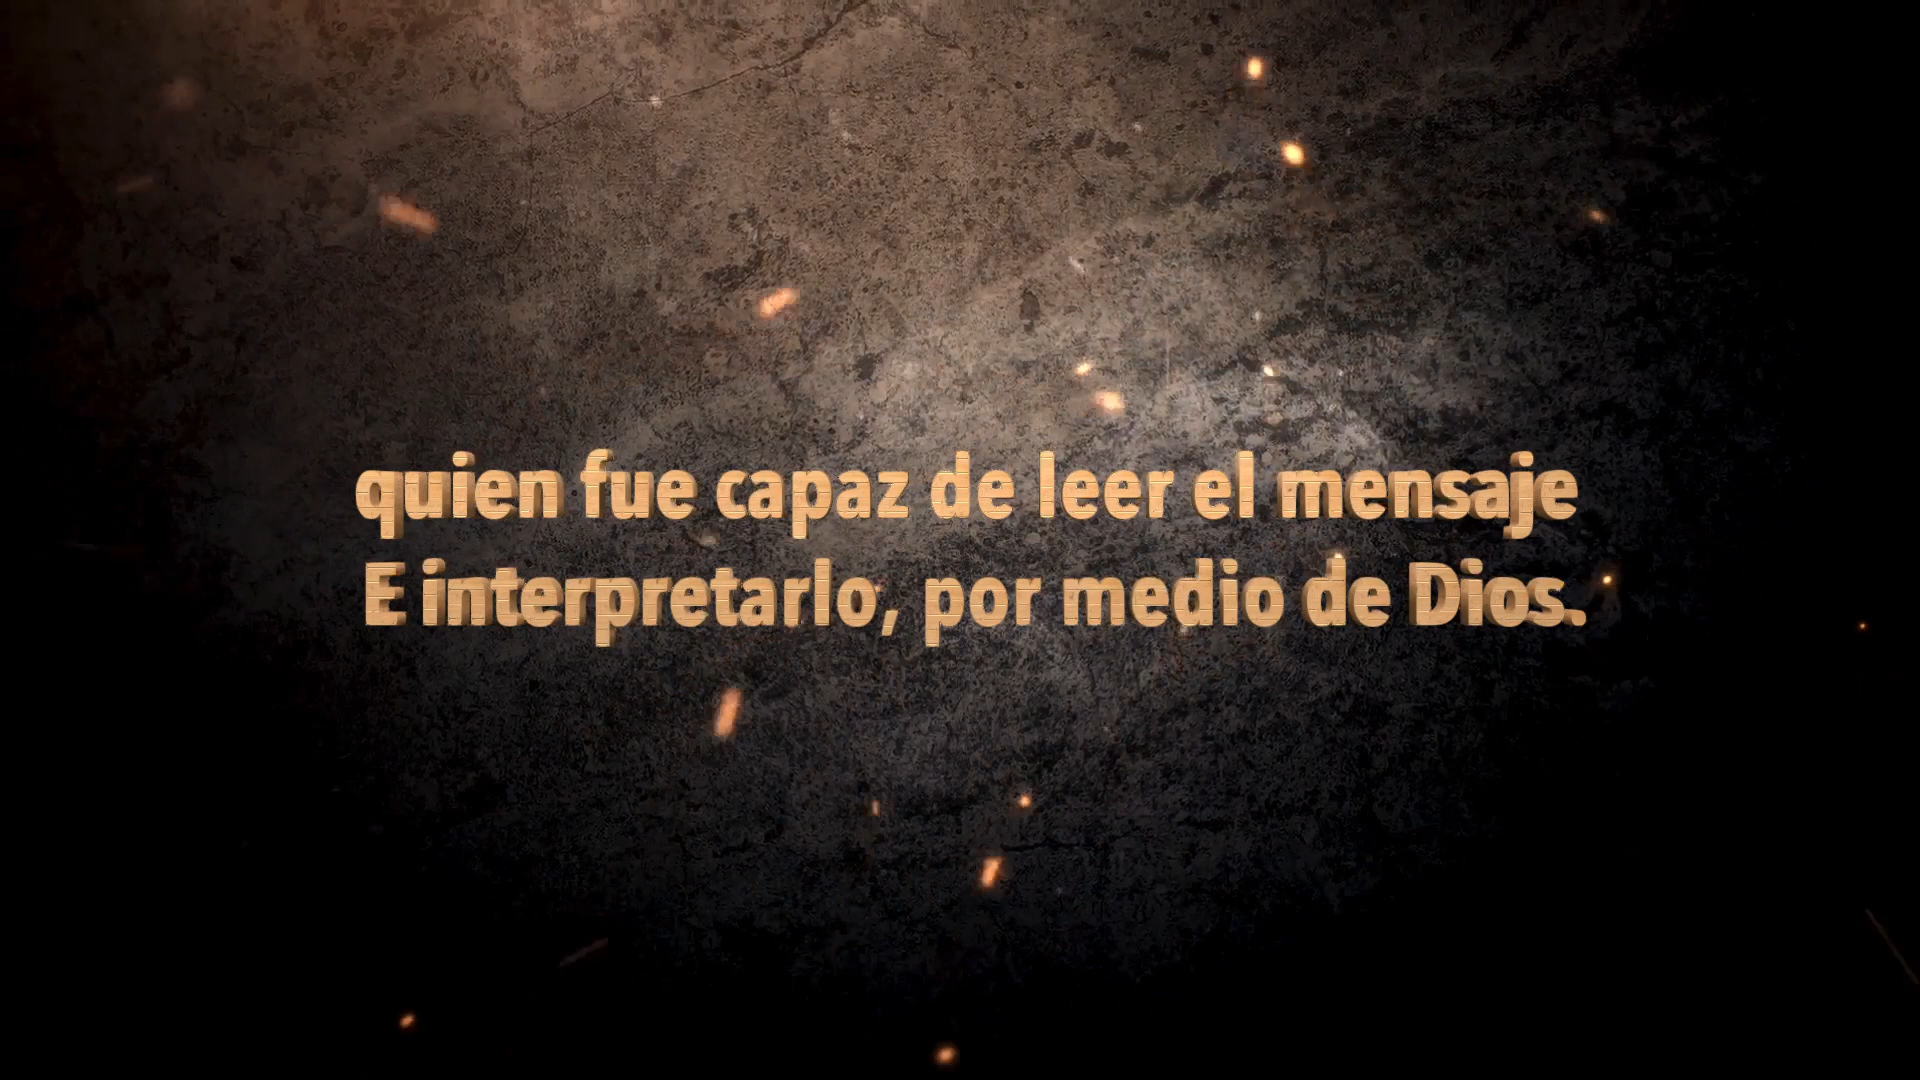 quien fue capaz de leer el mensaje
E interpretarlo, por medio de Dios.